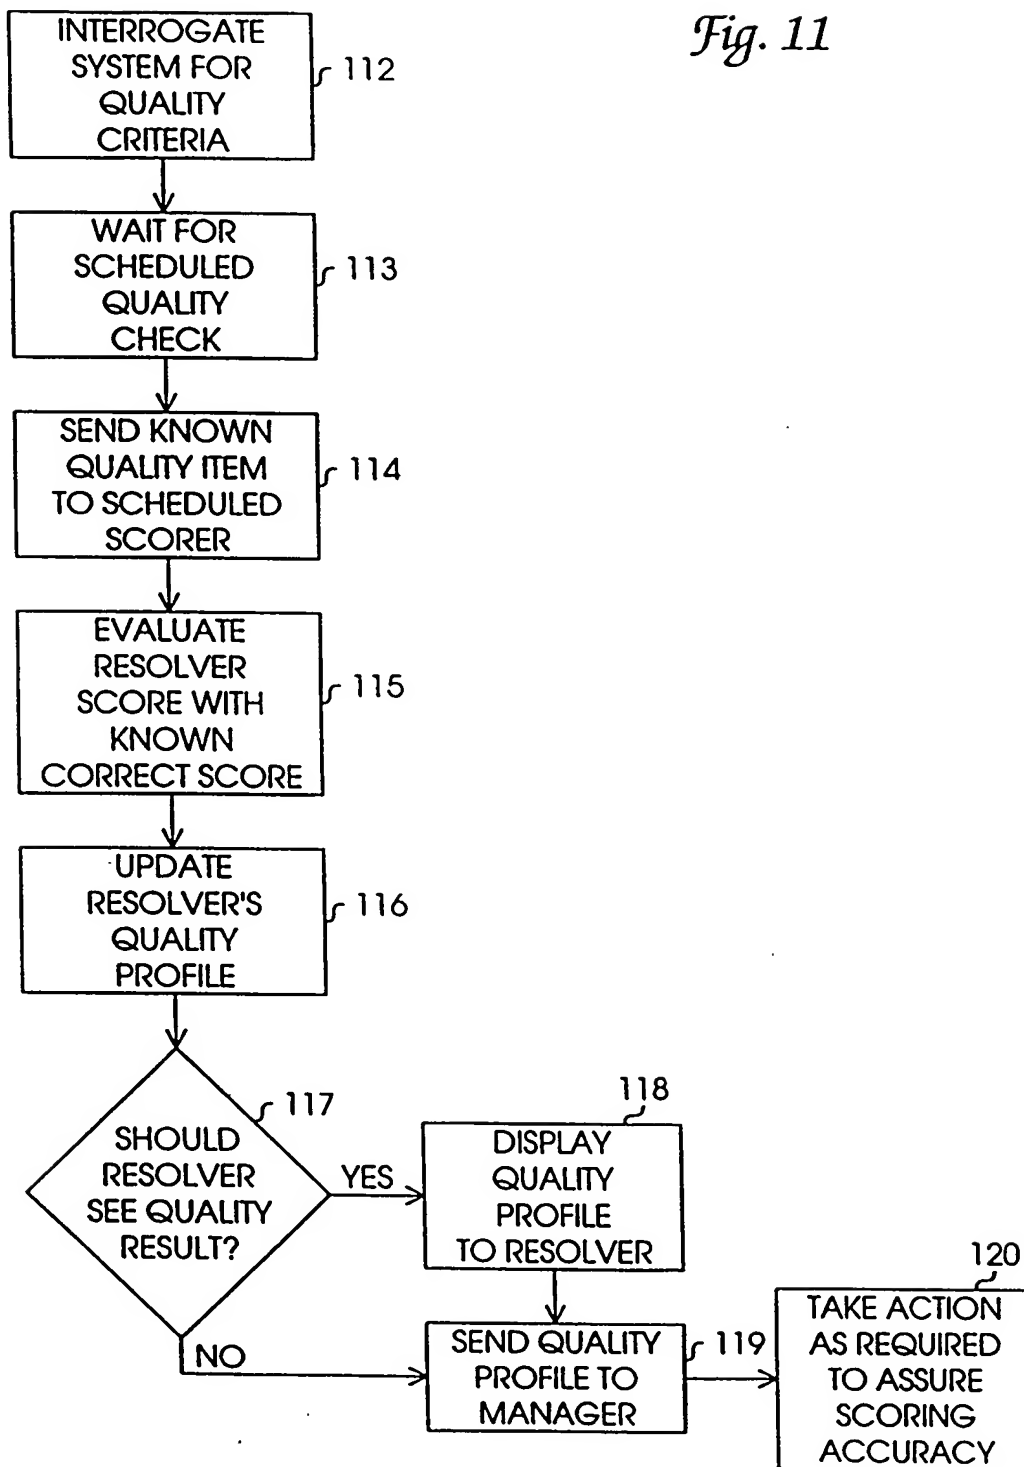 Fig. 11
INTERROGATE
SYSTEM FOR
QUALITY
CRITERIA
112
WAIT FOR
SCHEDULED
QUALITY
CHECK
113
SEND KNOWN
QUALITY ITEM
TO SCHEDULED
SCORER
114
EVALUATE
RESOLVER
SCORE WITH
KNOWN
CORRECT SCORE
115
UPDATE
RESOLVER'S
QUALITY
PROFILE
116
SHOULD
RESOLVER
SEE QUALITY
RESULT?
117
YES
NO
DISPLAY
QUALITY
PROFILE
TO RESOLVER
118
SEND QUALITY
PROFILE TO
MANAGER
119
TAKE ACTION
AS REQUIRED
TO ASSURE
SCORING
ACCURACY
120